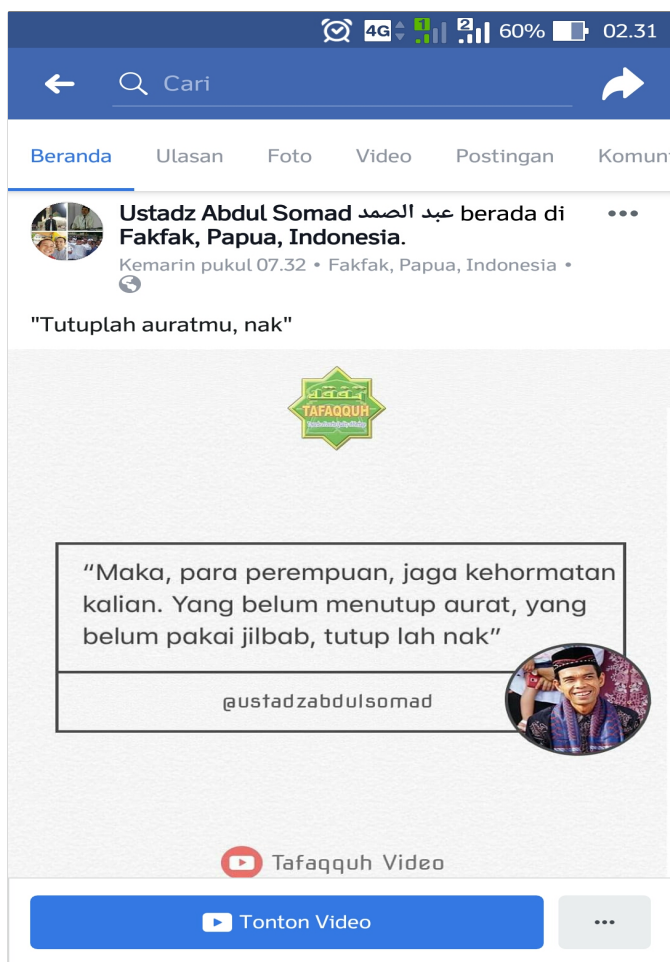 4G 1 2 60% 02.31
Cari
Beranda Ulasan Foto Video Postingan Komun
Ustadz Abdul Somad عبد الصمد berada di
Fakfak, Papua, Indonesia.
Kemarin pukul 07.32 • Fakfak, Papua, Indonesia •
"Tutuplah auratmu, nak"
TAFAQQUH
“Maka, para perempuan, jaga kehormatan
kalian. Yang belum menutup aurat, yang
belum pakai jilbab, tutup lah nak”
@ustadzabdulsomad
Tafaqquh Video
Tonton Video